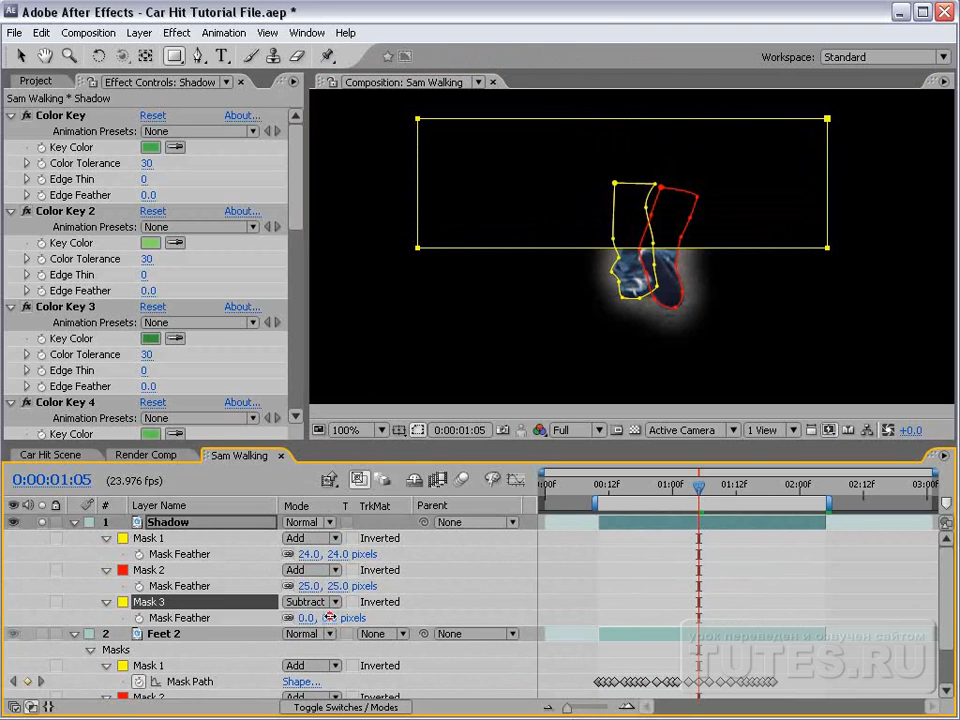 Adobe After Effects - Car Hit Tutorial File.aep *
File Edit Composition Layer Effect Animation View Window Help
Workspace: Standard
Project Effect Controls: Shadow
Composition: Sam Walking
Sam Walking * Shadow
Color Key Reset About...
Animation Presets: None
Key Color
Color Tolerance 30
Edge Thin 0
Edge Feather 0.0
Color Key 2 Reset About...
Animation Presets: None
Key Color
Color Tolerance 30
Edge Thin 0
Edge Feather 0.0
Color Key 3 Reset About...
Animation Presets: None
Key Color
Color Tolerance 30
Edge Thin 0
Edge Feather 0.0
Color Key 4 Reset About...
Animation Presets: None
Key Color
100% 0:00:01:05 Full Active Camera 1 View +0.0
Car Hit Scene Render Comp Sam Walking
0:00:01:05 (23.976 fps)
:00f 00:12f 01:00f 01:12f 02:00f 03:00
# Layer Name Mode T TrkMat Parent
1 Shadow Normal None
Mask 1 Add Inverted
Mask Feather 24.0, 24.0 pixels
Mask 2 Add Inverted
Mask Feather 25.0, 25.0 pixels
Mask 3 Subtract Inverted
Mask Feather 0.0, pixels
2 Feet 2 Normal None None
Masks
Mask 1 Add Inverted
Mask Path Shape...
Mask 2 Add Inverted
Toggle Switches / Modes
урок переведен и озвучен сайтом
TUTES.RU